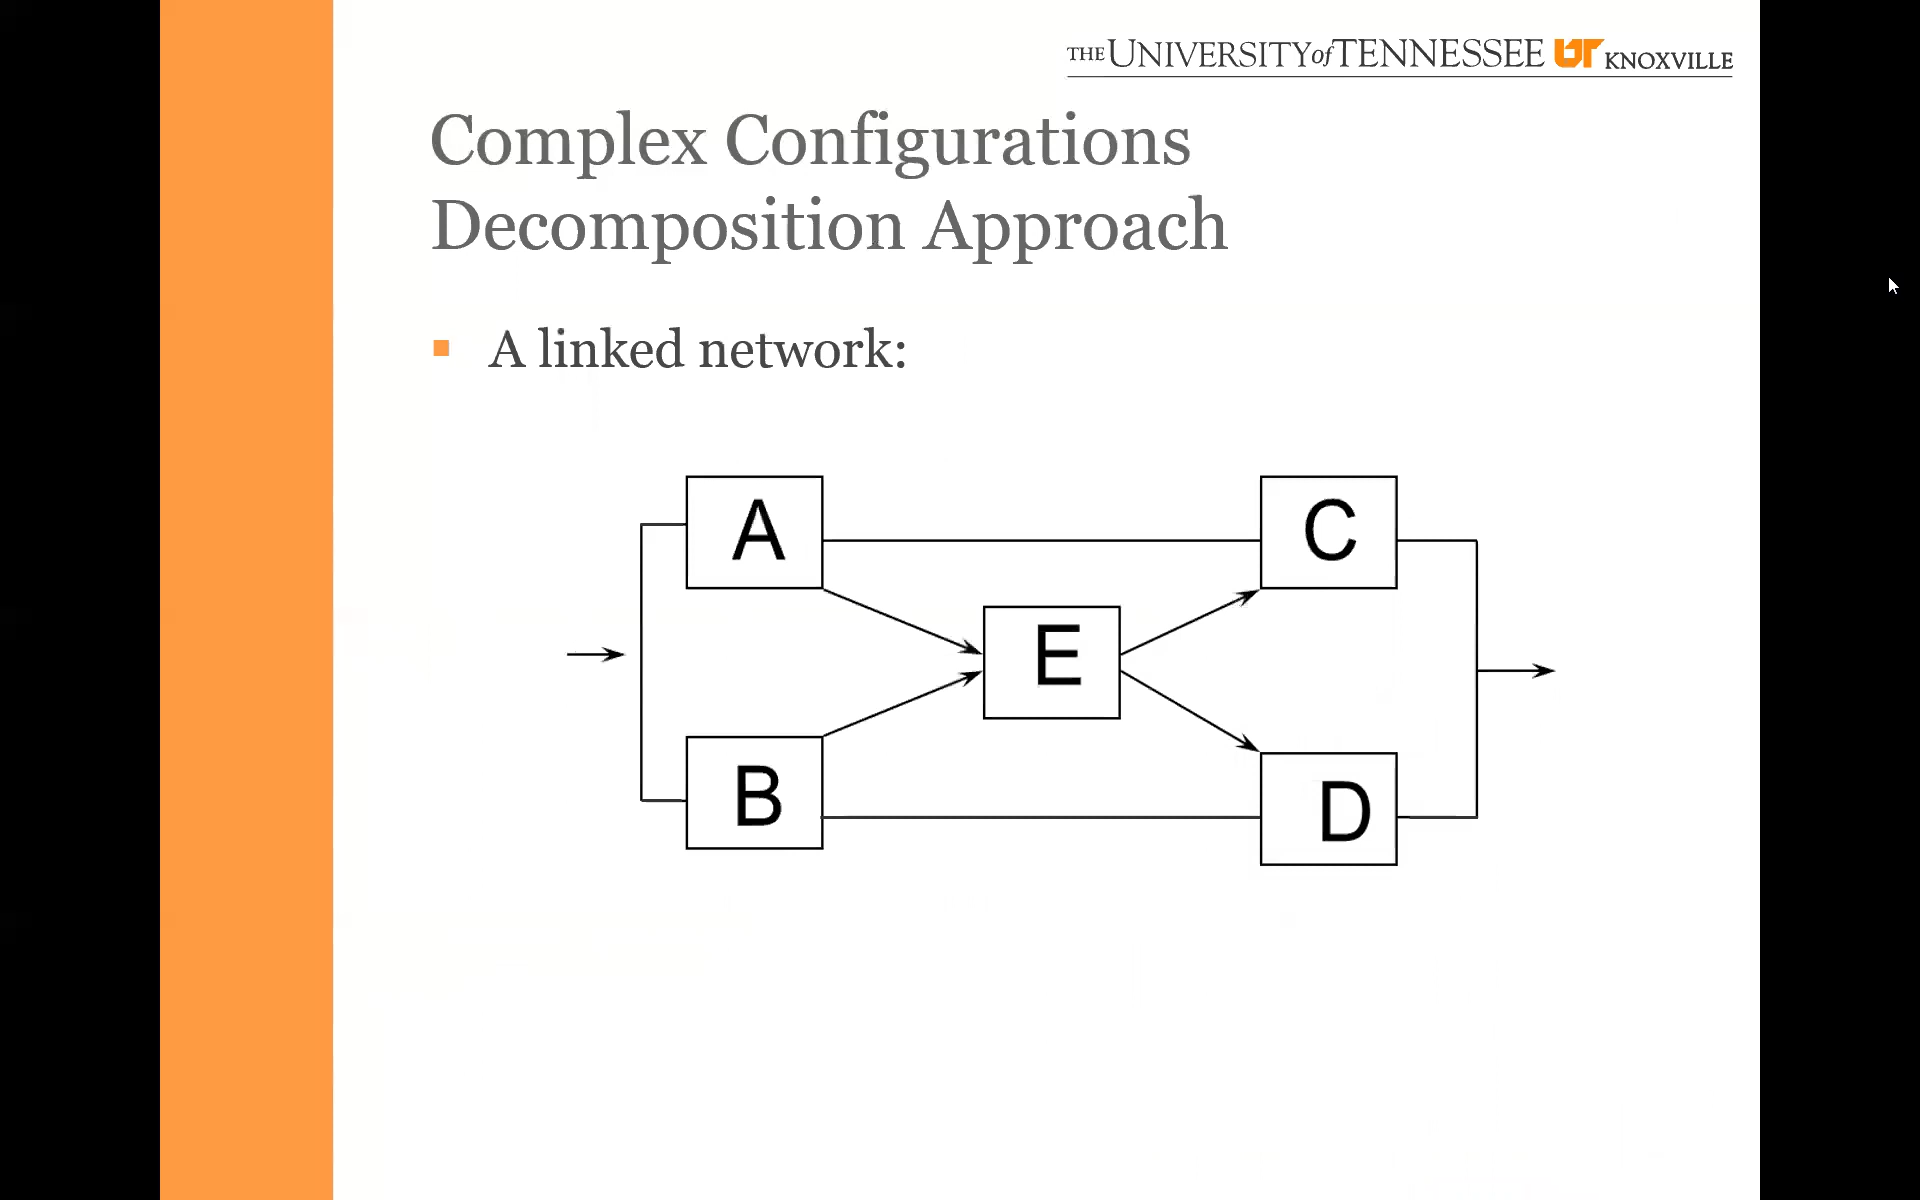 THE UNIVERSITY of TENNESSEE UT KNOXVILLE
Complex Configurations
Decomposition Approach
A linked network:
A
C
E
B
D